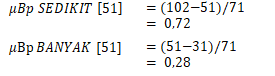 μBp SEDIKIT [51] = (102−51)/71
= 0,72
μBp BANYAK [51] = (51−31)/71
= 0,28